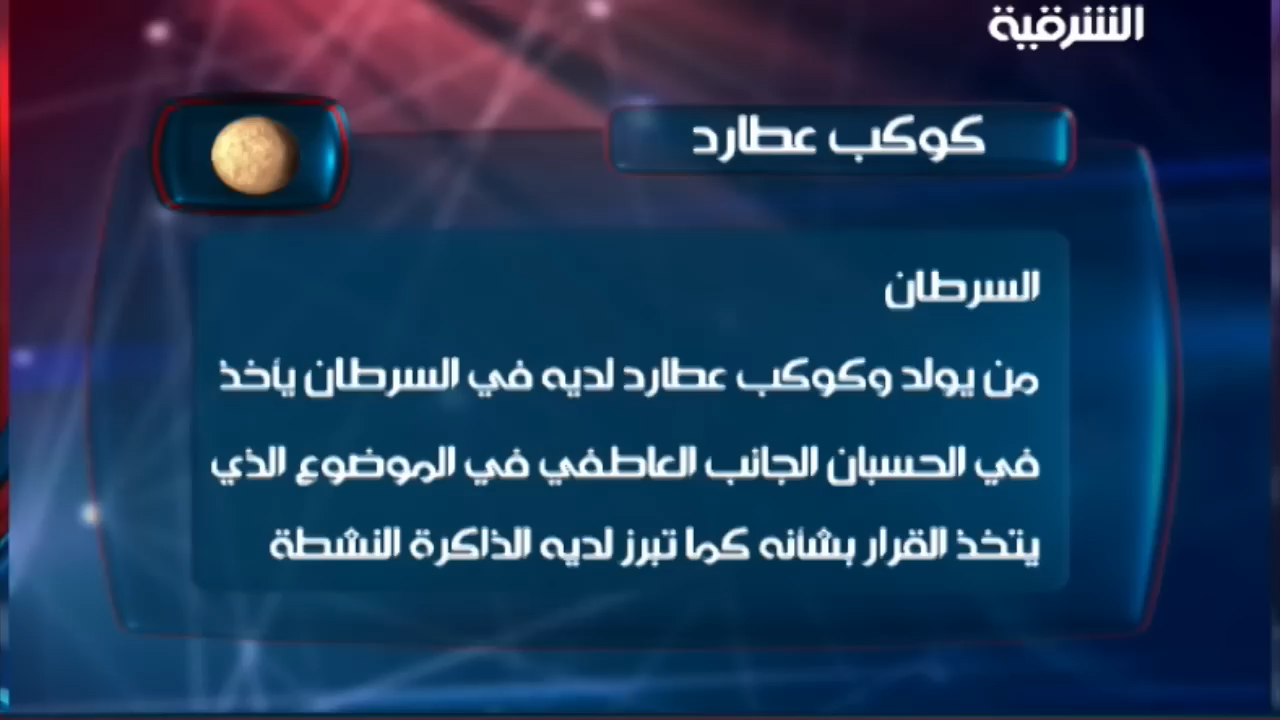 الشرقية
كوكب عطارد
السرطان
من يولد وكوكب عطارد لديه في السرطان يأخذ
في الحسبان الجانب العاطفي في الموضوع الذي
يتخذ القرار بشأنه كما تبرز لديه الذاكرة النشطة